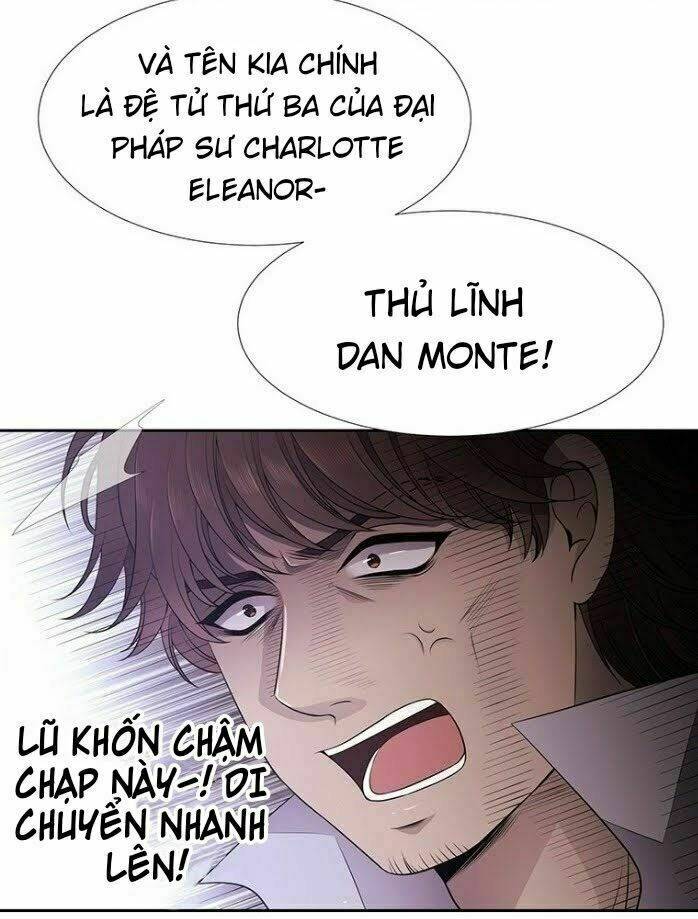 VÀ TÊN KIA CHÍNH
LÀ ĐỆ TỬ THỨ BA CỦA ĐẠI
PHÁP SƯ CHARLOTTE
ELEANOR-
THỦ LĨNH
DAN MONTE!
LŨ KHỐN CHẬM
CHẠP NÀY-! DI
CHUYỂN NHANH
LÊN!